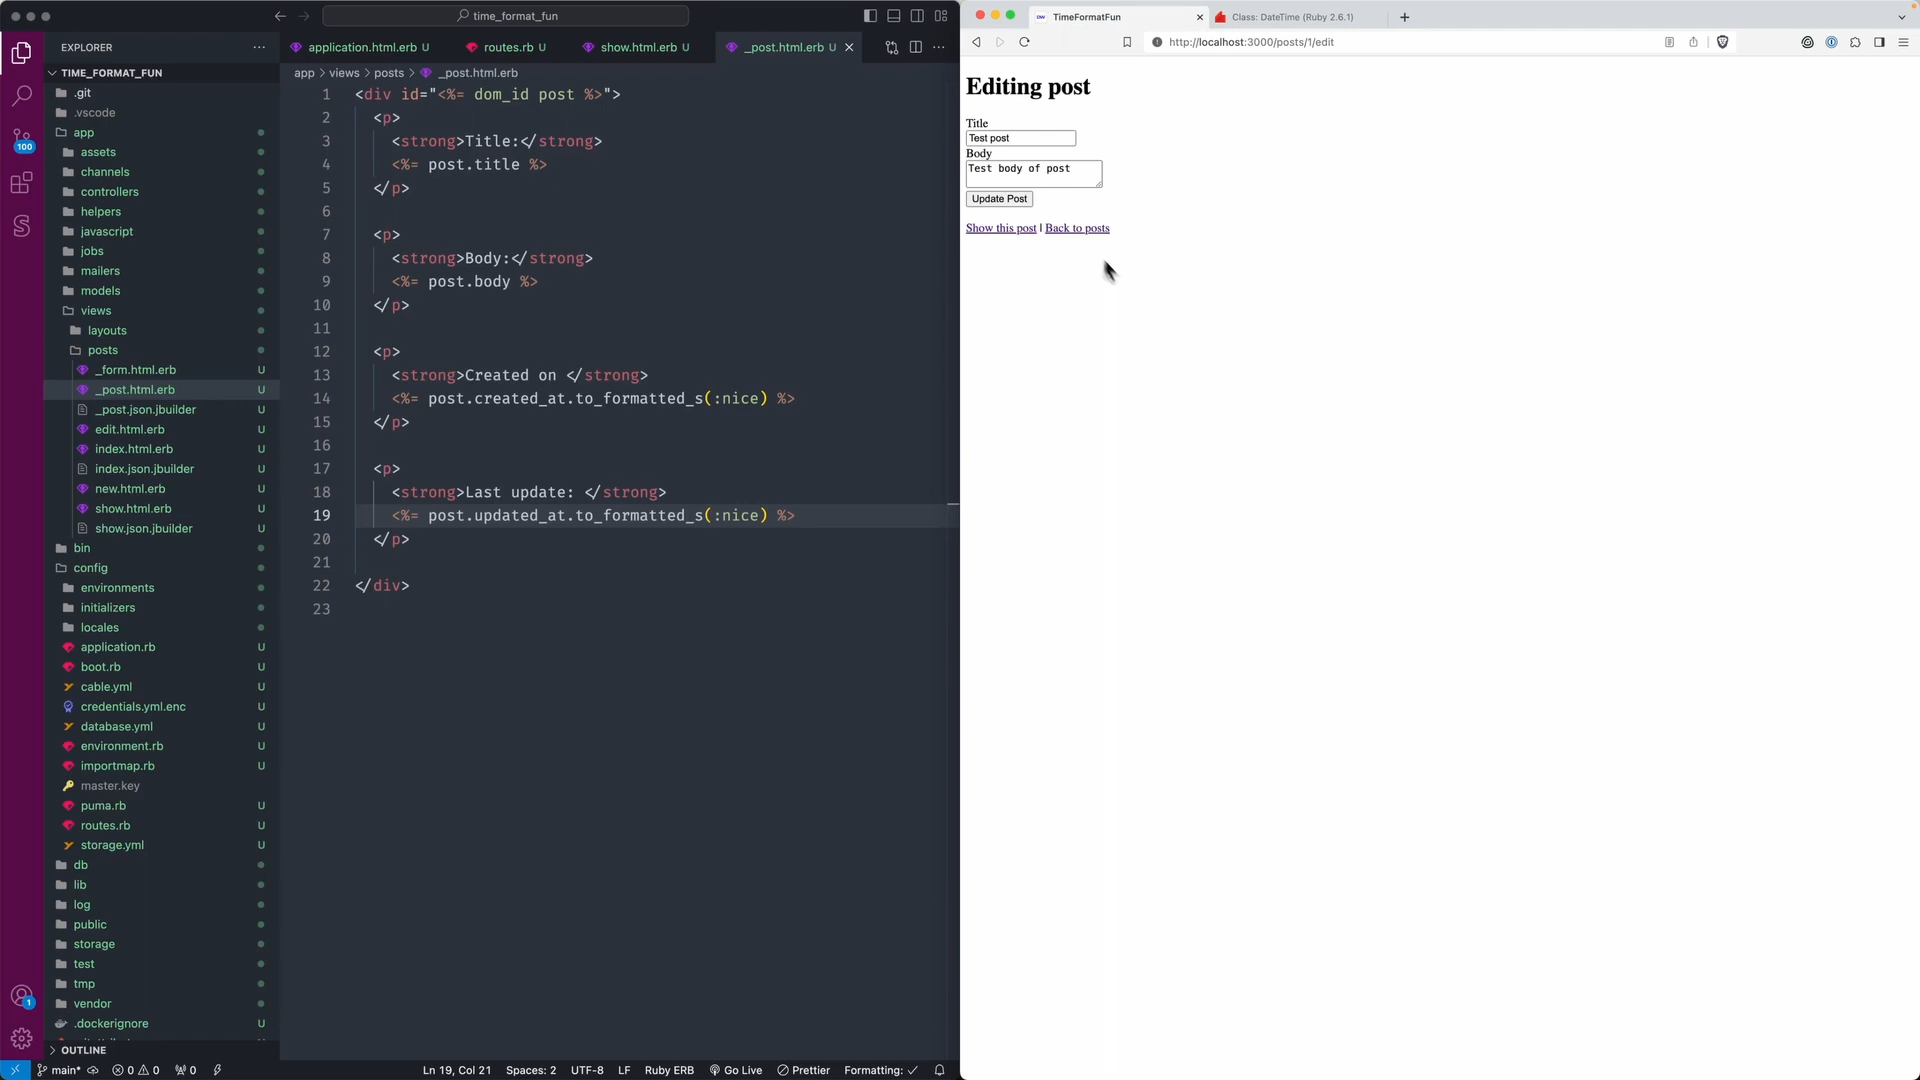 time_format_fun
EXPLORER
TIME_FORMAT_FUN
.git
.vscode
app
assets
channels
controllers
helpers
javascript
jobs
mailers
models
views
layouts
posts
_form.html.erb U
_post.html.erb U
_post.json.jbuilder U
edit.html.erb U
index.html.erb U
index.json.jbuilder U
new.html.erb U
show.html.erb U
show.json.jbuilder U
bin
config
environments
initializers
locales
application.rb U
boot.rb U
cable.yml U
credentials.yml.enc U
database.yml U
environment.rb U
importmap.rb U
master.key
puma.rb U
routes.rb U
storage.yml U
db
lib
log
public
storage
test
tmp
vendor
.dockerignore U
OUTLINE
100
1
application.html.erb U
routes.rb U
show.html.erb U
_post.html.erb U
app > views > posts > _post.html.erb
1 <div id="<%= dom_id post %>">
2 <p>
3 <strong>Title:</strong>
4 <%= post.title %>
5 </p>
6
7 <p>
8 <strong>Body:</strong>
9 <%= post.body %>
10 </p>
11
12 <p>
13 <strong>Created on </strong>
14 <%= post.created_at.to_formatted_s(:nice) %>
15 </p>
16
17 <p>
18 <strong>Last update: </strong>
19 <%= post.updated_at.to_formatted_s(:nice) %>
20 </p>
21
22 </div>
23
main* 0 0 0 Ln 19, Col 21 Spaces: 2 UTF-8 LF Ruby ERB Go Live Prettier Formatting:
TimeFormatFun
Class: DateTime (Ruby 2.6.1)
http://localhost:3000/posts/1/edit
Editing post
Title
Test post
Body
Test body of post
Update Post
Show this post | Back to posts